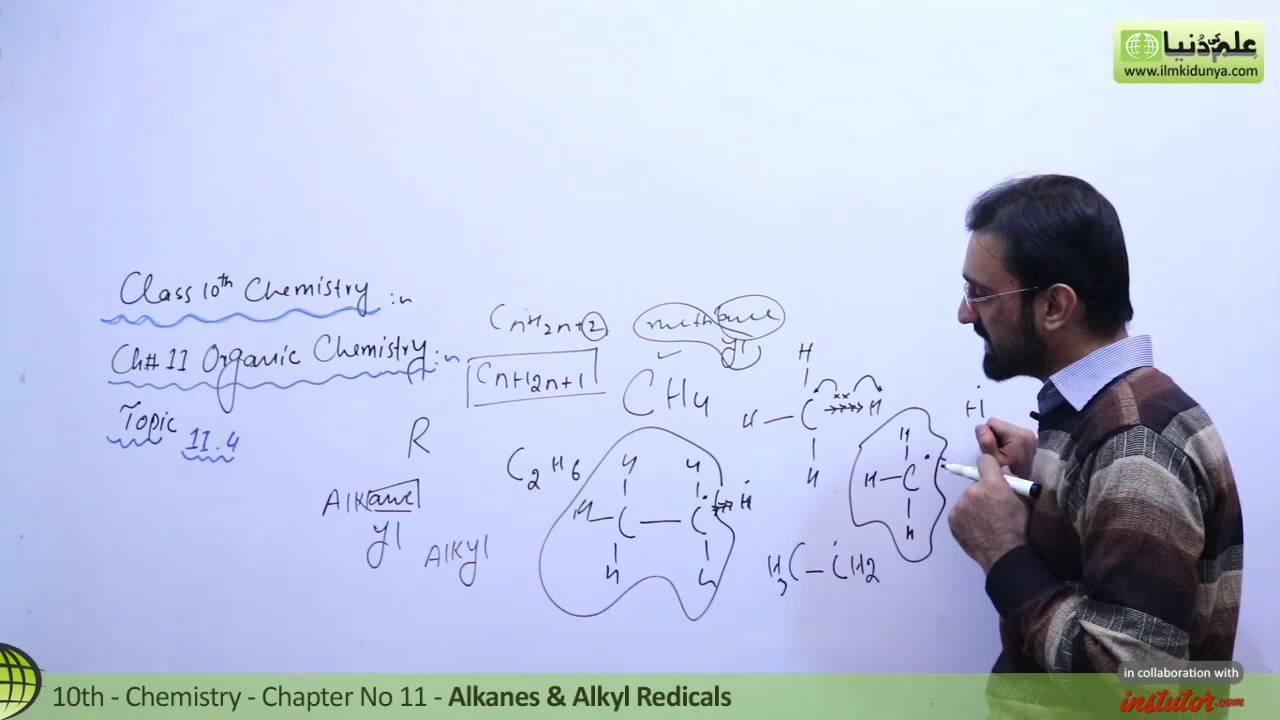 علم کی دُنیا
www.ilmkidunya.com
Class 10th Chemistry :n
Ch# 11 Organic Chemistry :n
Topic
11.4
CnH2n+2
CnH2n+1
methane
yl
CH4
H
H — C H
H
H
H — C
H
H
R
Alkane
yl
Alkyl
C2H6
H H
H — C — C H
H H
H3C — CH2
10th - Chemistry - Chapter No 11 - Alkanes & Alkyl Redicals
in collaboration with
instutor.com